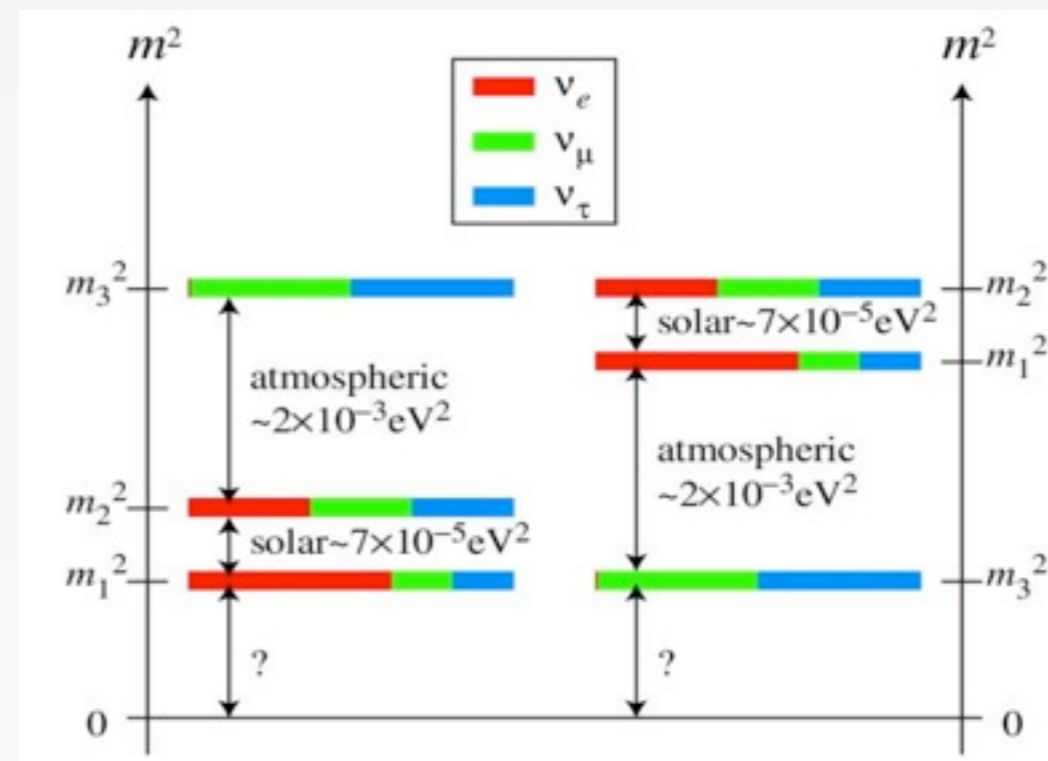 m²
m²
νe
νμ
ντ
m₃²
m₂²
solar~7×10⁻⁵eV²
m₁²
atmospheric
~2×10⁻³eV²
atmospheric
~2×10⁻³eV²
m₂²
solar~7×10⁻⁵eV²
m₁²
m₃²
?
?
0
0